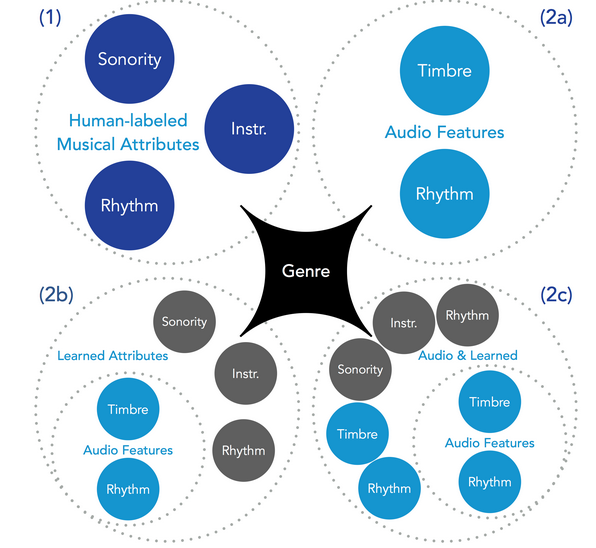 (1)
Sonority
Human-labeled
Musical Attributes
Instr.
Rhythm
(2a)
Timbre
Audio Features
Rhythm
Genre
(2b)
Sonority
Learned Attributes
Instr.
Timbre
Audio Features
Rhythm
Rhythm
(2c)
Instr.
Rhythm
Audio & Learned
Sonority
Timbre
Timbre
Audio Features
Rhythm
Rhythm